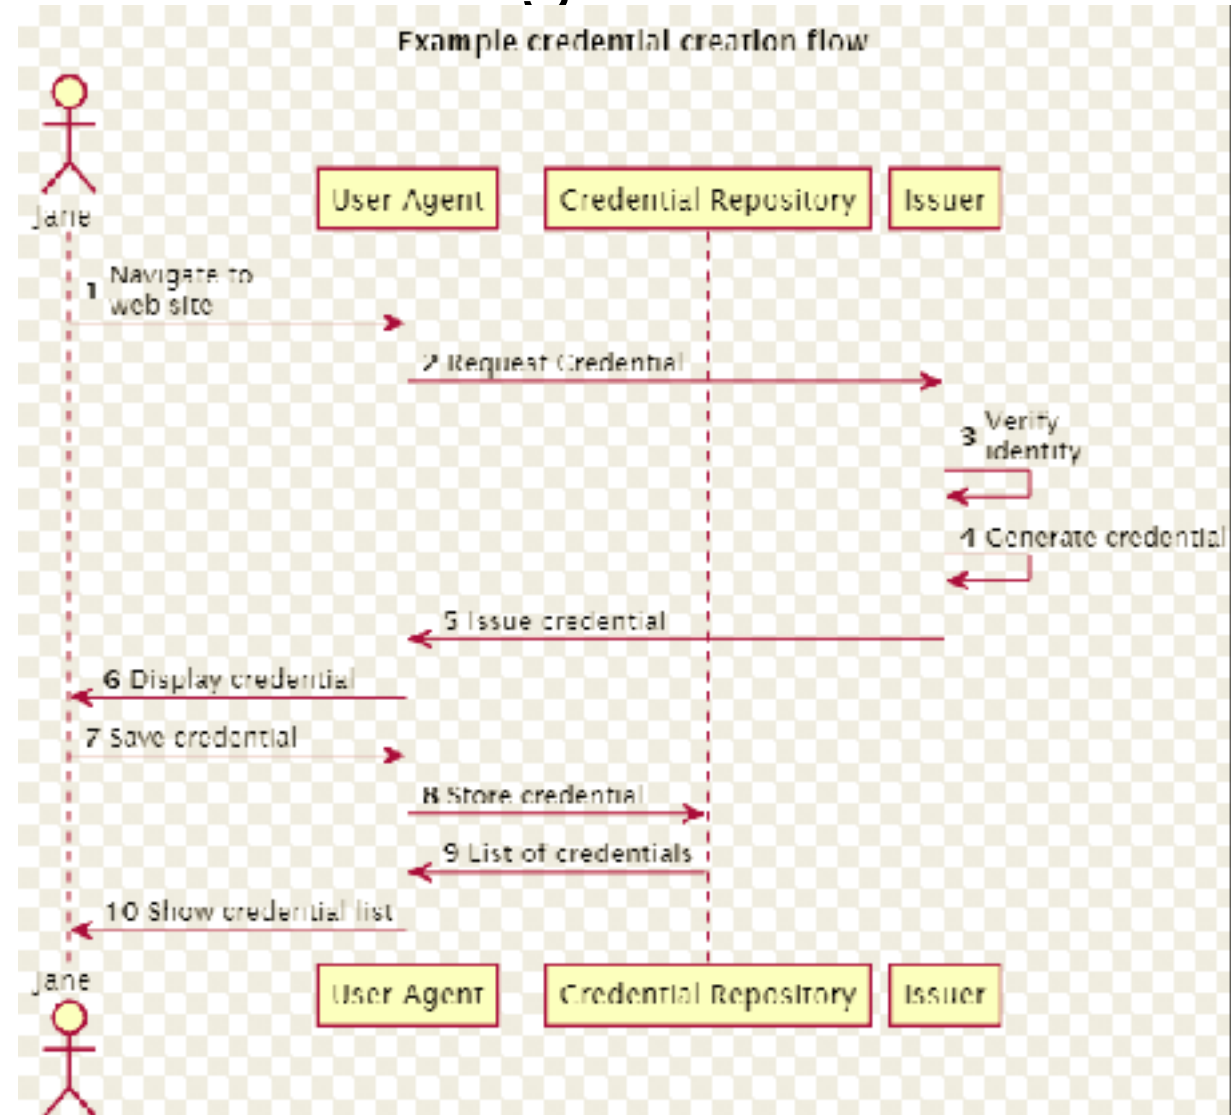 Example credential creation flow
Jane
User Agent
Credential Repository
Issuer
1 Navigate to
web site
2 Request Credential
3 Verify
identity
4 Generate credential
5 Issue credential
6 Display credential
7 Save credential
8 Store credential
9 List of credentials
10 Show credential list
Jane
User Agent
Credential Repository
Issuer